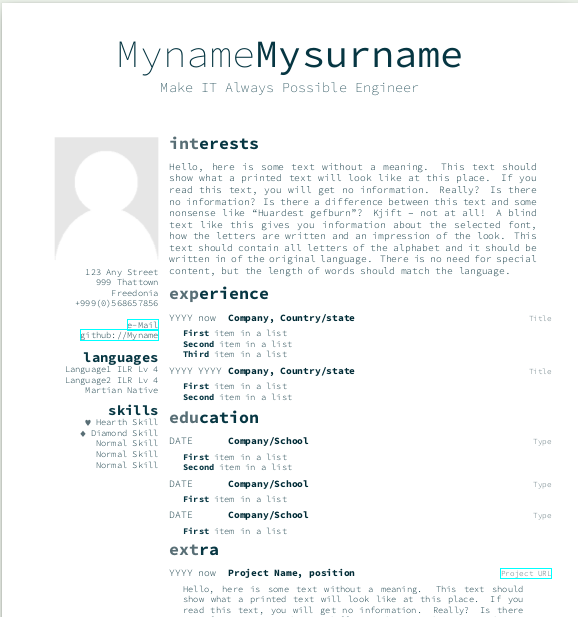 MynameMysurname
Make IT Always Possible Engineer
123 Any Street
999 Thattown
Freedonia
+999(0)568657856
e-Mail
github://Myname
languages
Language1 ILR Lv 4
Language2 ILR Lv 4
Martian Native
skills
♥ Hearth Skill
♦ Diamond Skill
Normal Skill
Normal Skill
Normal Skill
interests
Hello, here is some text without a meaning. This text should
show what a printed text will look like at this place. If you
read this text, you will get no information. Really? Is there
no information? Is there a difference between this text and some
nonsense like “Huardest gefburn”? Kjift – not at all! A blind
text like this gives you information about the selected font,
how the letters are written and an impression of the look. This
text should contain all letters of the alphabet and it should be
written in of the original language. There is no need for special
content, but the length of words should match the language.
experience
YYYY now Company, Country/state Title
First item in a list
Second item in a list
Third item in a list
YYYY YYYY Company, Country/state Title
First item in a list
Second item in a list
education
DATE Company/School Type
First item in a list
Second item in a list
DATE Company/School Type
First item in a list
DATE Company/School Type
First item in a list
extra
YYYY now Project Name, position Project URL
Hello, here is some text without a meaning. This text should
show what a printed text will look like at this place. If you
read this text, you will get no information. Really? Is there